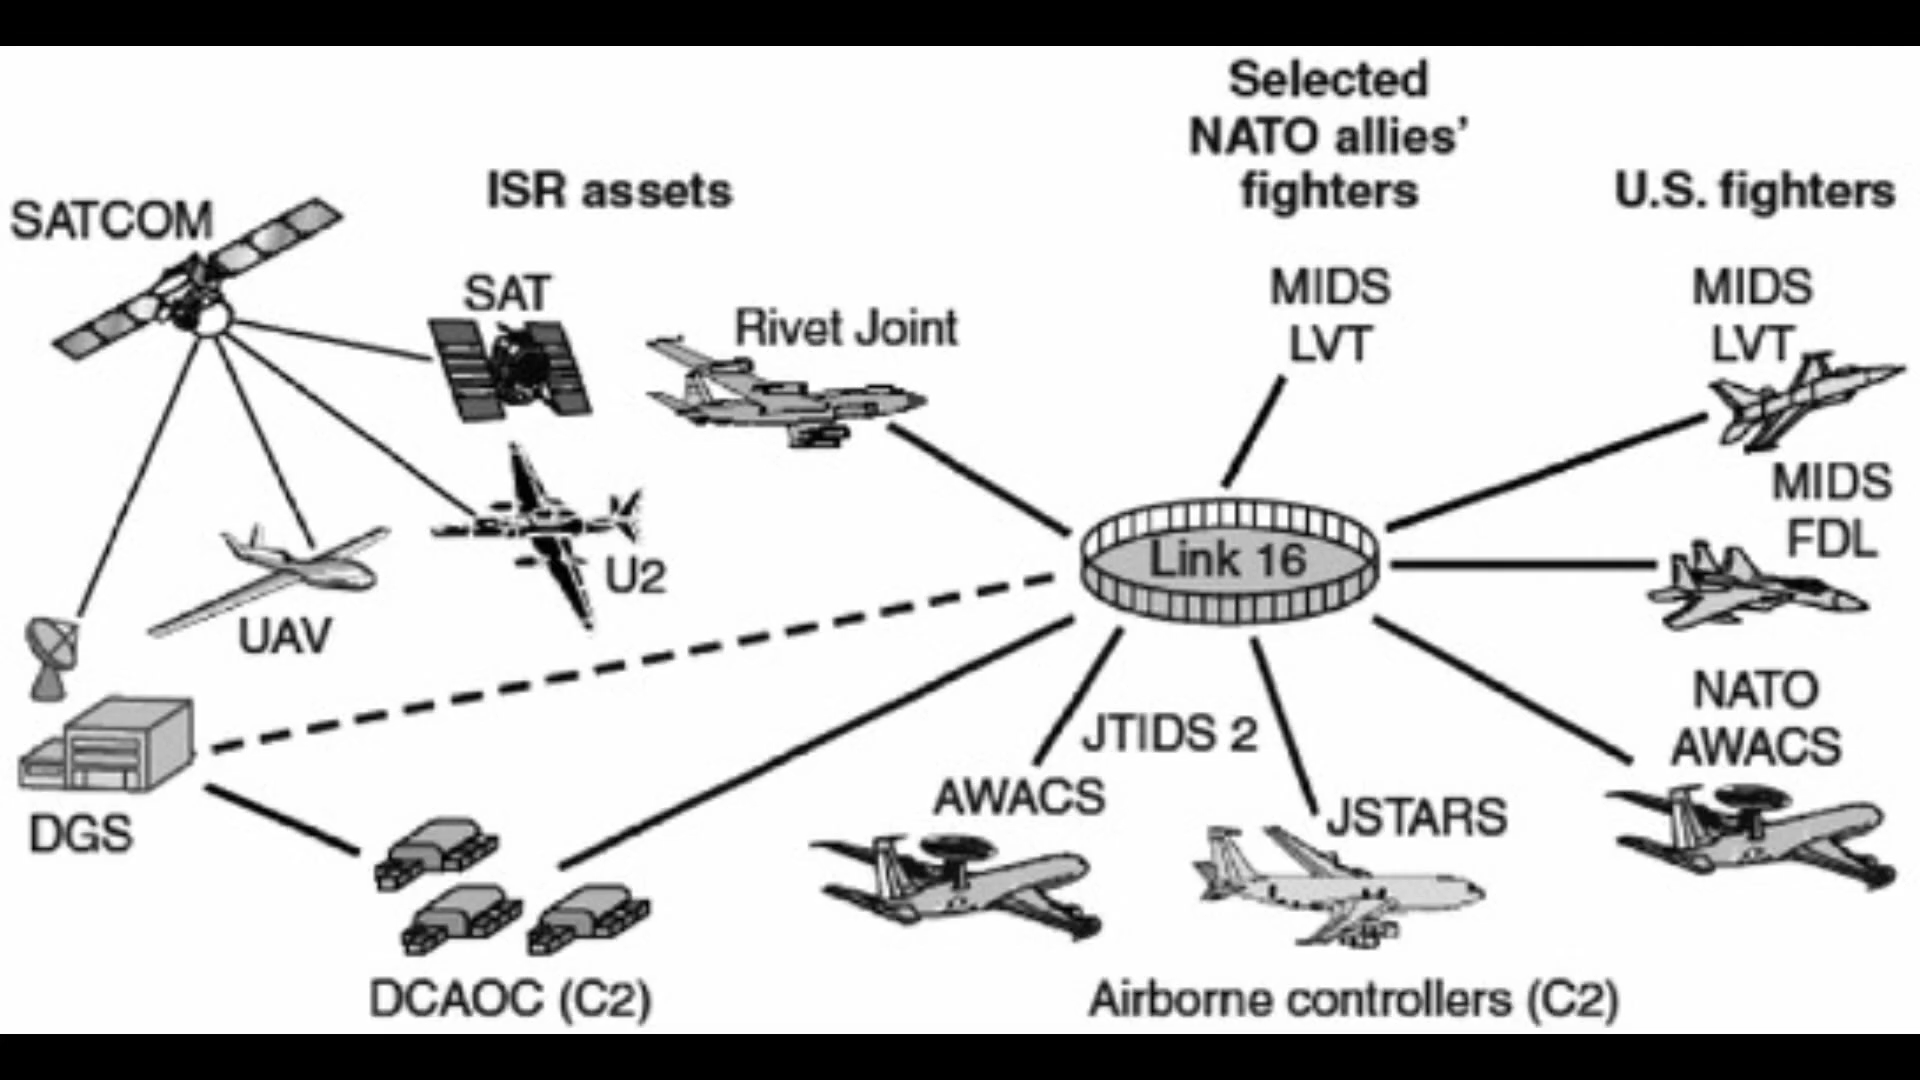 Selected
NATO allies'
fighters
ISR assets
U.S. fighters
SATCOM
SAT
Rivet Joint
MIDS
LVT
MIDS
LVT
MIDS
FDL
Link 16
U2
UAV
DGS
JTIDS 2
NATO
AWACS
AWACS
JSTARS
DCAOC (C2)
Airborne controllers (C2)